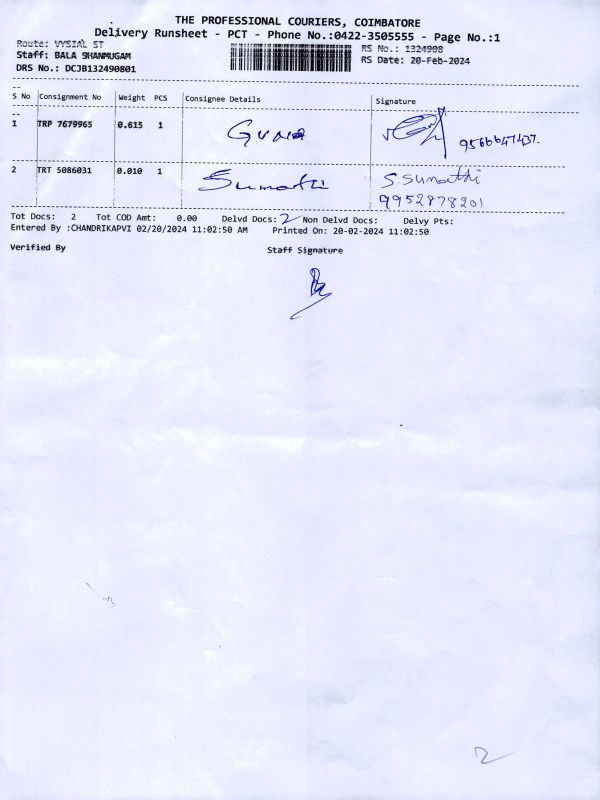 THE PROFESSIONAL COURIERS, COIMBATORE
Delivery Runsheet - PCT - Phone No.:0422-3505555 - Page No.:1
Route: VYSIAL ST
RS No.: 1324908
Staff: BALA SHANMUGAM
RS Date: 20-Feb-2024
DRS No.: DCJB132490801
S No Consignment No Weight PCS Consignee Details Signature
1 TRP 7679965 0.615 1 Guna 9566647437.
2 TRT 5086031 0.010 1 Sumathi S.Sumathi
9952878201
Tot Docs: 2 Tot COD Amt: 0.00 Delvd Docs: 2 Non Delvd Docs: Delvy Pts:
Entered By :CHANDRIKAPVI 02/20/2024 11:02:50 AM Printed On: 20-02-2024 11:02:50
Verified By Staff Signature
2